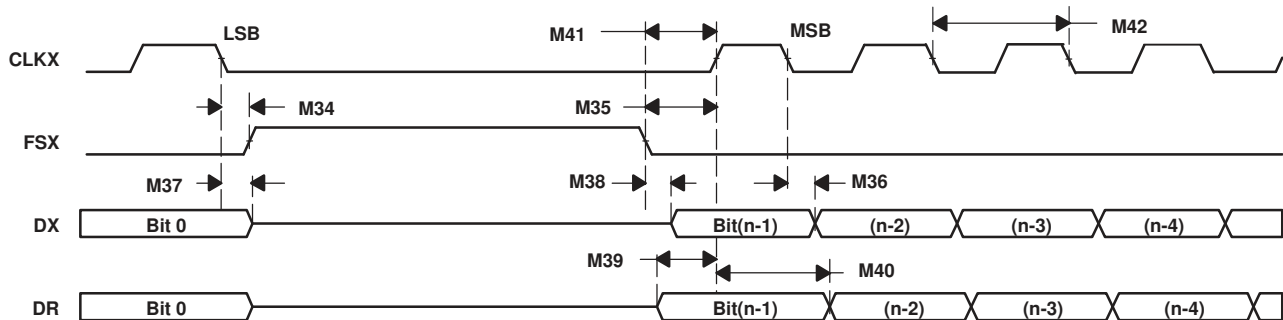 LSB
M41
MSB
M42
CLKX
M34
M35
FSX
M37
M38
M36
DX
Bit 0
Bit(n-1)
(n-2)
(n-3)
(n-4)
M39
M40
DR
Bit 0
Bit(n-1)
(n-2)
(n-3)
(n-4)